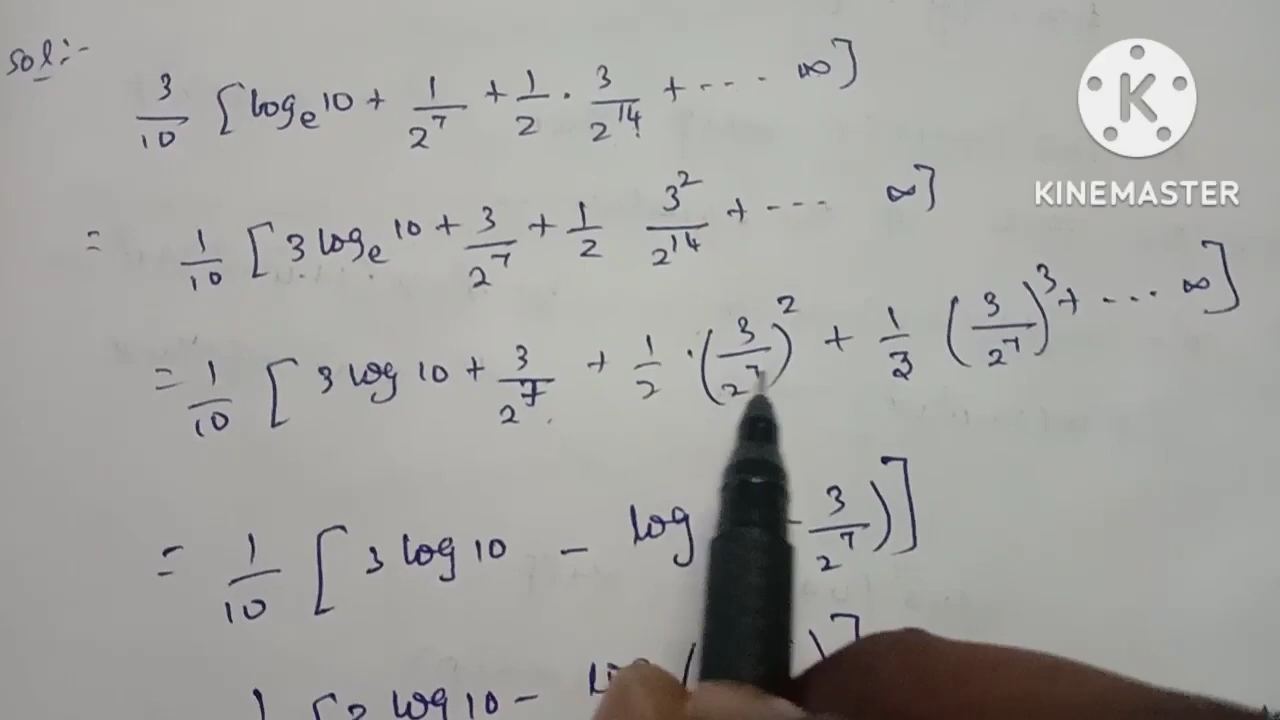 Sol:-
3/10 [log_e 10 + 1/2^7 + 1/2 · 3/2^14 + --- ∞]
= 1/10 [3 log_e 10 + 3/2^7 + 1/2 3^2/2^14 + --- ∞]
= 1/10 [3 log 10 + 3/2^7 + 1/2 · (3/2^7)^2 + 1/3 (3/2^7)^3 + --- ∞]
= 1/10 [3 log 10 - log - 3/2^7)]
log 10 -
K
KINEMASTER